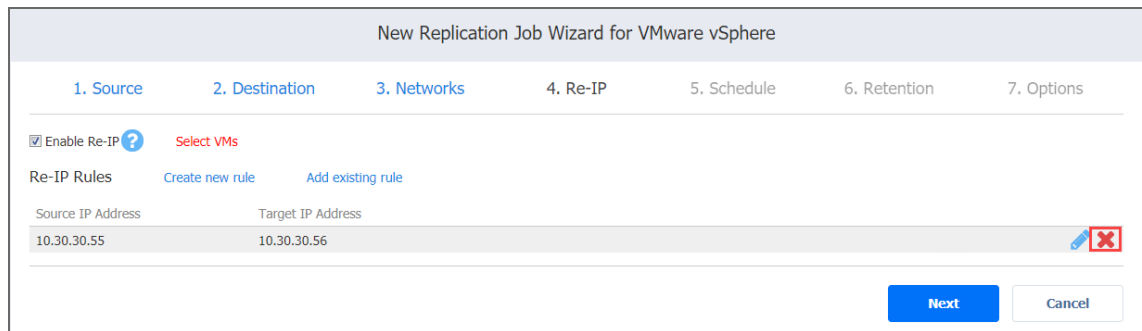 New Replication Job Wizard for VMware vSphere
1. Source 2. Destination 3. Networks 4. Re-IP 5. Schedule 6. Retention 7. Options
Enable Re-IP ? Select VMs
Re-IP Rules Create new rule Add existing rule
Source IP Address Target IP Address
10.30.30.55 10.30.30.56
Next Cancel